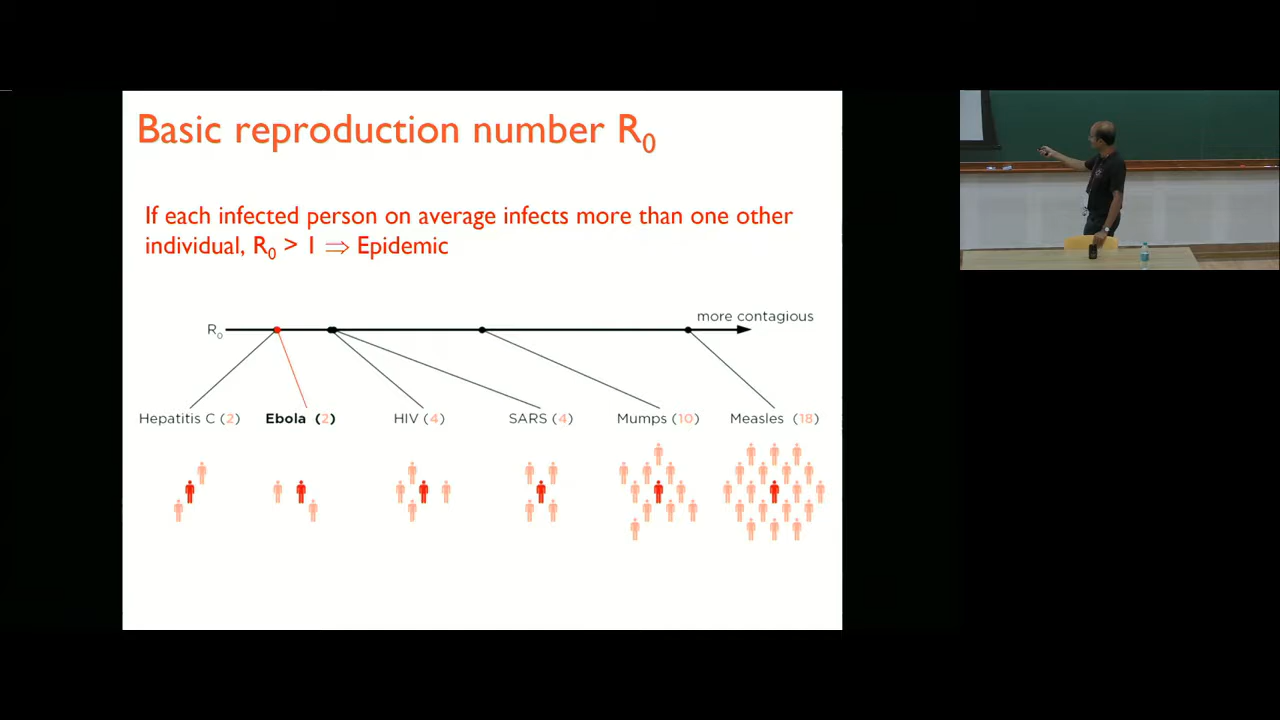 Basic reproduction number R₀
If each infected person on average infects more than one other
individual, R₀ > 1 ⇒ Epidemic
more contagious
R₀
Hepatitis C (2) Ebola (2) HIV (4) SARS (4) Mumps (10) Measles (18)